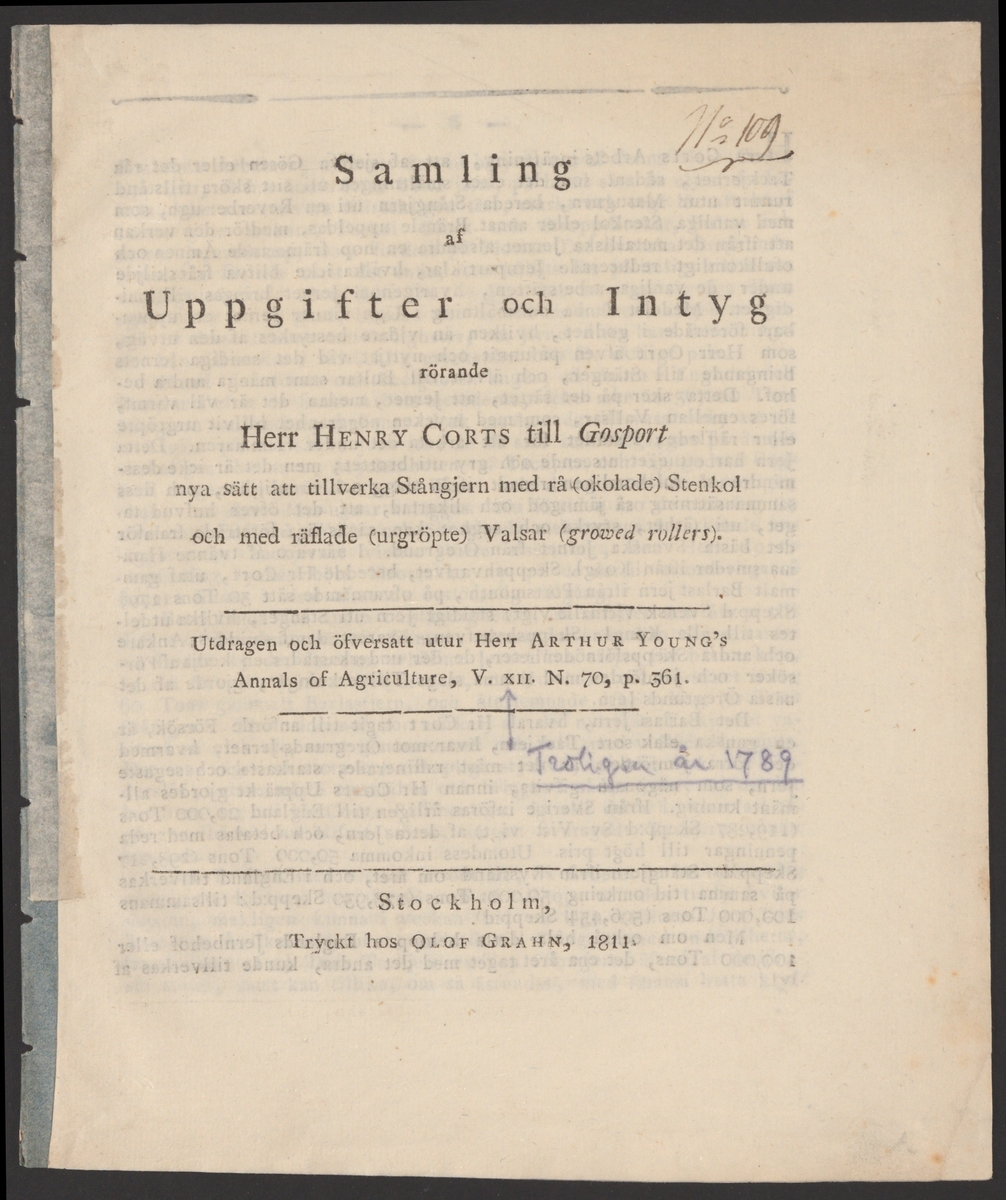 No 109
Samling
af
Uppgifter och Intyg
rörande
Herr HENRY CORTS till Gosport
nya sätt att tillverka Stångjern med rå (okolade) Stenkol
och med räflade (urgröpte) Valsar (growed rollers).
Utdragen och öfversatt utur Herr ARTHUR YOUNG's
Annals of Agriculture, V. XII. N. 70, p. 361.
Troligen år 1789
Stockholm,
Tryckt hos OLOF GRAHN, 1811.